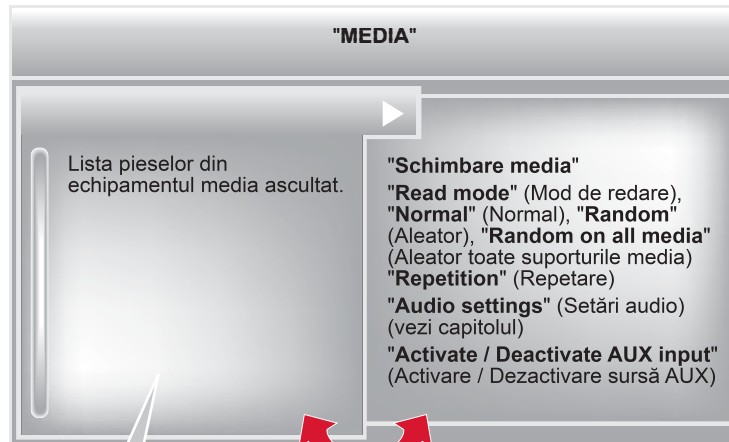 "MEDIA"
Lista pieselor din
echipamentul media ascultat.
"Schimbare media"
"Read mode" (Mod de redare),
"Normal" (Normal), "Random"
(Aleator), "Random on all media"
(Aleator toate suporturile media)
"Repetition" (Repetare)
"Audio settings" (Setări audio)
(vezi capitolul)
"Activate / Deactivate AUX input"
(Activare / Dezactivare sursă AUX)